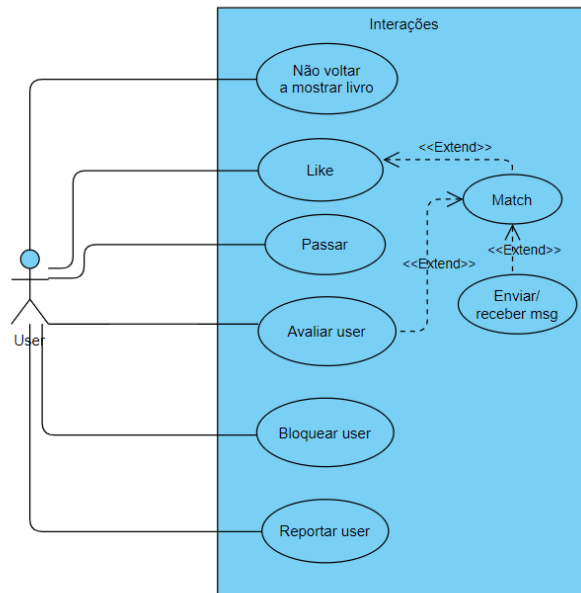 Interações
Não voltar
a mostrar livro
<<Extend>>
Like
Match
Passar
<<Extend>>
<<Extend>>
Enviar/
receber msg
Avaliar user
User
Bloquear user
Reportar user